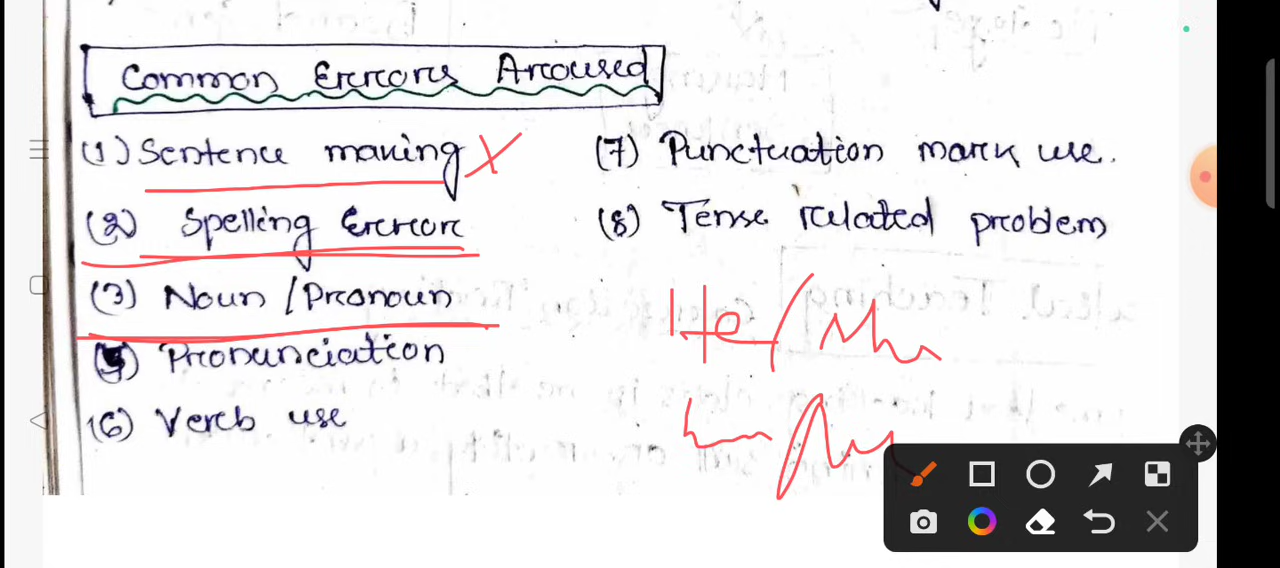 Common Errors Aroused
(1) Sentence making X
(2) Spelling Error
(3) Noun / Pronoun
(5) Pronunciation
(6) Verb use
(7) Punctuation mark use.
(8) Tense related problem
He/